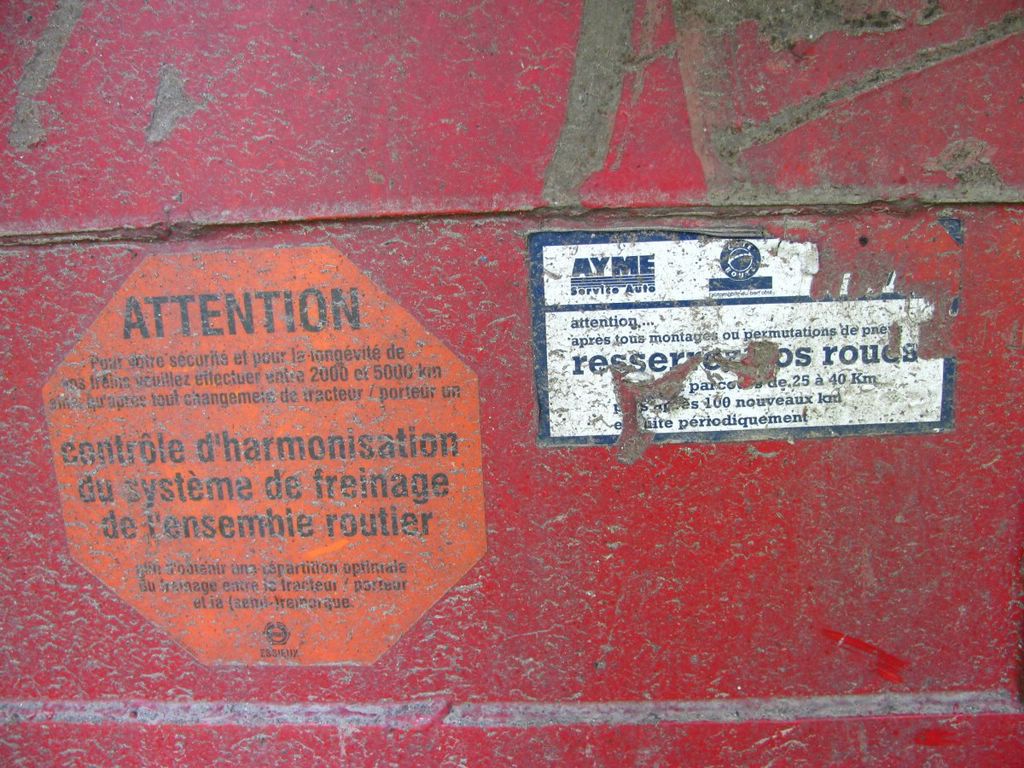 ATTENTION
Pour votre sécurité et pour la longévité de
vos freins veuillez effectuer entre 2000 et 5000 km
ainsi qu'après tout changement de tracteur / porteur un
contrôle d'harmonisation
du système de freinage
de l'ensemble routier
afin d'obtenir une répartition optimale
du freinage entre le tracteur / porteur
et la (semi-)remorque.
ESSIEUX
AYME
Service Auto
attention...
après tous montages ou permutations de pne
resserrez os roues
parcours de 25 à 40 Km
après 100 nouveaux km
périodiquement